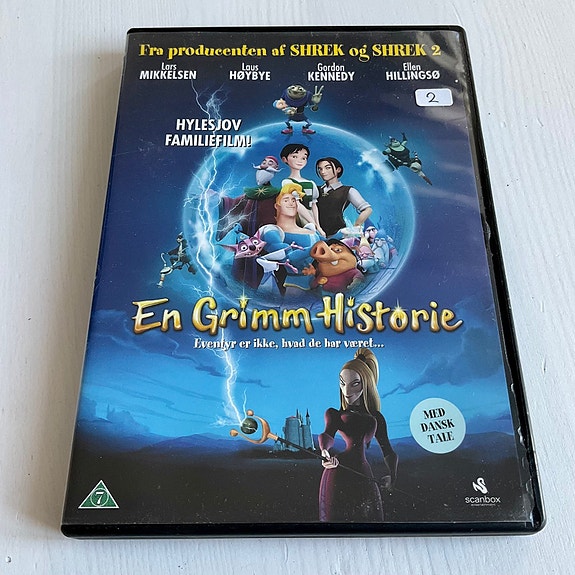 Fra producenten af SHREK og SHREK 2
Lars MIKKELSEN
Laus HØYBYE
Gordon KENNEDY
Ellen HILLINGSØ
2
HYLESJOV
FAMILIEFILM!
En Grimm Historie
Eventyr er ikke, hvad de har været...
MED
DANSK
TALE
7
scanbox